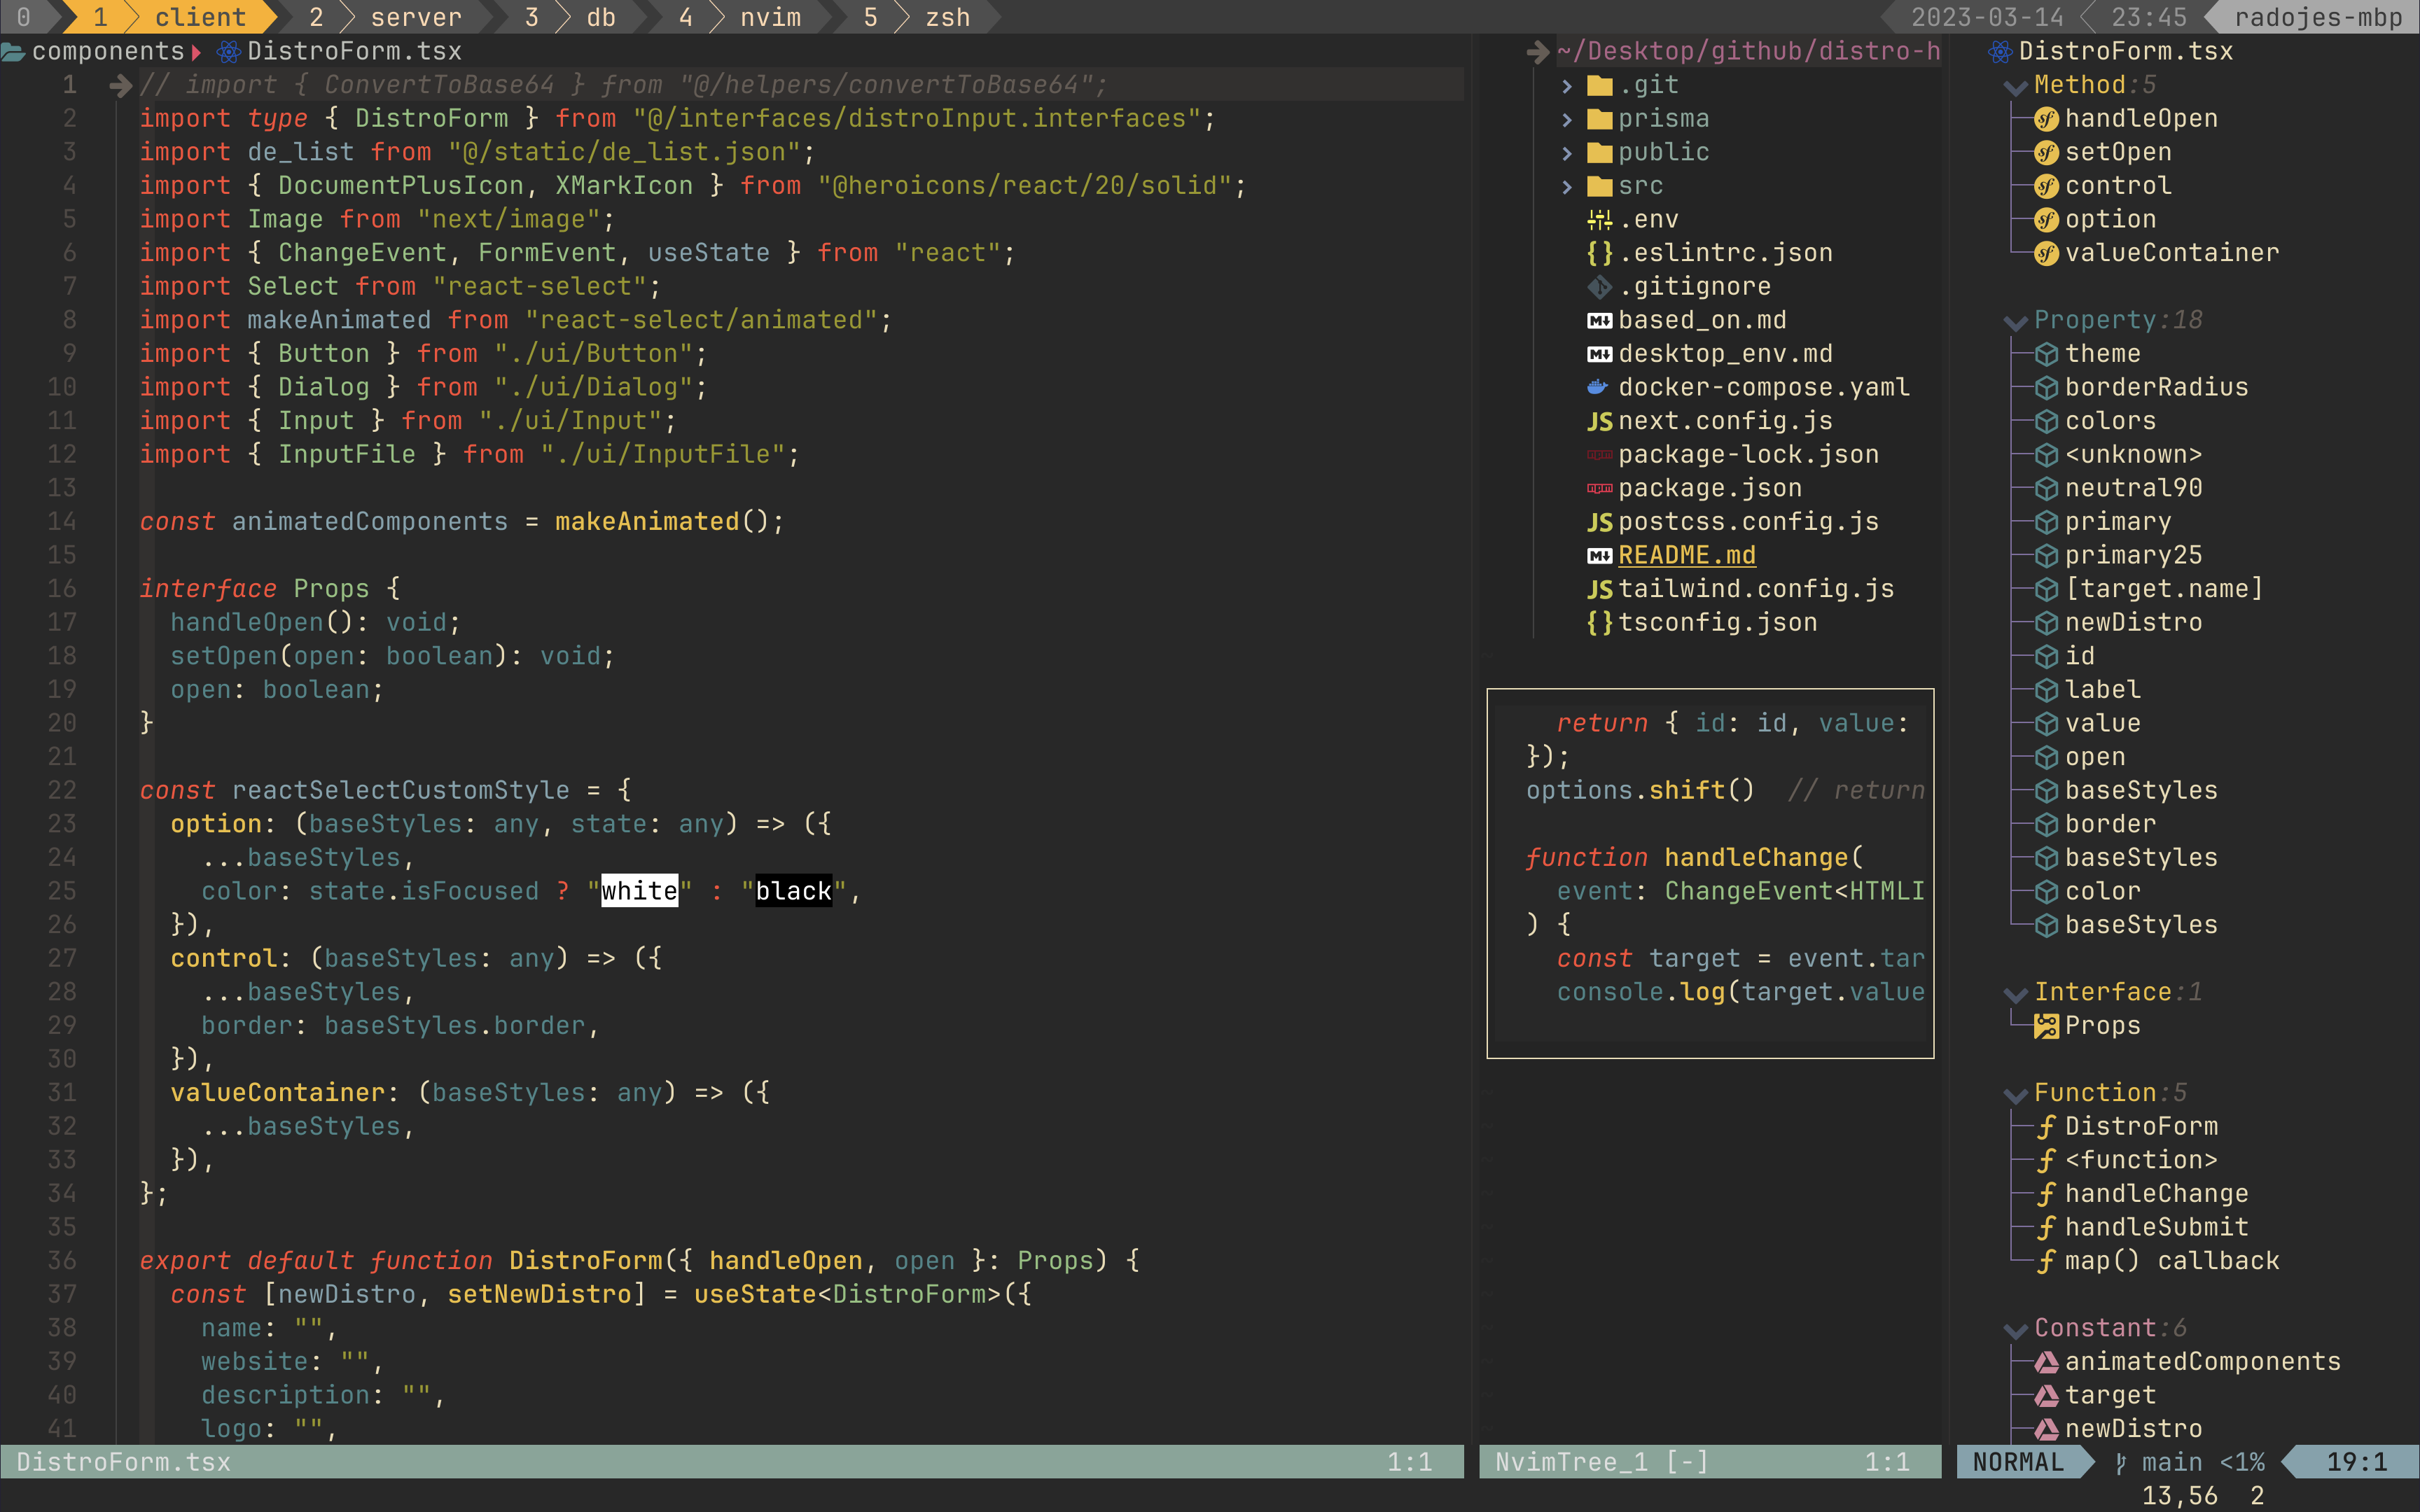 0 1 client 2 server 3 db 4 nvim 5 zsh 2023-03-14 23:45 radojes-mbp
components DistroForm.tsx
1 // import { ConvertToBase64 } from "@/helpers/convertToBase64";
2 import type { DistroForm } from "@/interfaces/distroInput.interfaces";
3 import de_list from "@/static/de_list.json";
4 import { DocumentPlusIcon, XMarkIcon } from "@heroicons/react/20/solid";
5 import Image from "next/image";
6 import { ChangeEvent, FormEvent, useState } from "react";
7 import Select from "react-select";
8 import makeAnimated from "react-select/animated";
9 import { Button } from "./ui/Button";
10 import { Dialog } from "./ui/Dialog";
11 import { Input } from "./ui/Input";
12 import { InputFile } from "./ui/InputFile";
13
14 const animatedComponents = makeAnimated();
15
16 interface Props {
17 handleOpen(): void;
18 setOpen(open: boolean): void;
19 open: boolean;
20 }
21
22 const reactSelectCustomStyle = {
23 option: (baseStyles: any, state: any) => ({
24 ...baseStyles,
25 color: state.isFocused ? "white" : "black",
26 }),
27 control: (baseStyles: any) => ({
28 ...baseStyles,
29 border: baseStyles.border,
30 }),
31 valueContainer: (baseStyles: any) => ({
32 ...baseStyles,
33 }),
34 };
35
36 export default function DistroForm({ handleOpen, open }: Props) {
37 const [newDistro, setNewDistro] = useState<DistroForm>({
38 name: "",
39 website: "",
40 description: "",
41 logo: "",
DistroForm.tsx 1:1
~/Desktop/github/distro-h
.git
prisma
public
src
.env
.eslintrc.json
.gitignore
based_on.md
desktop_env.md
docker-compose.yaml
next.config.js
package-lock.json
package.json
postcss.config.js
README.md
tailwind.config.js
tsconfig.json
return { id: id, value:
});
options.shift() // return
function handleChange(
event: ChangeEvent<HTMLI
) {
const target = event.tar
console.log(target.value
NvimTree_1 [-] 1:1
DistroForm.tsx
Method:5
handleOpen
setOpen
control
option
valueContainer
Property:18
theme
borderRadius
colors
<unknown>
neutral90
primary
primary25
[target.name]
newDistro
id
label
value
open
baseStyles
border
baseStyles
color
baseStyles
Interface:1
Props
Function:5
DistroForm
<function>
handleChange
handleSubmit
map() callback
Constant:6
animatedComponents
target
newDistro
NORMAL main <1% 19:1
13,56 2